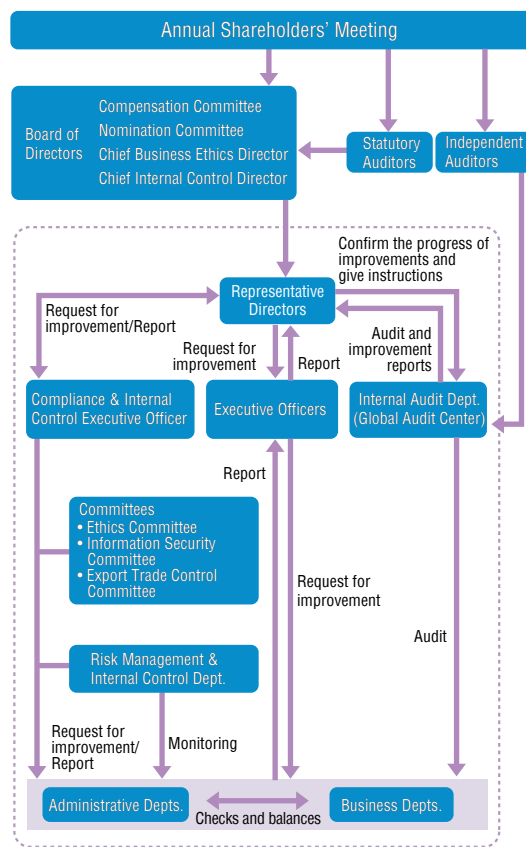 Annual Shareholders' Meeting
Board of
Directors
Compensation Committee
Nomination Committee
Chief Business Ethics Director
Chief Internal Control Director
Statutory
Auditors
Independent
Auditors
Representative
Directors
Confirm the progress of
improvements and
give instructions
Request for
improvement/Report
Request for
improvement
Report
Audit and
improvement
reports
Compliance & Internal
Control Executive Officer
Executive Officers
Internal Audit Dept.
(Global Audit Center)
Report
Committees
• Ethics Committee
• Information Security
Committee
• Export Trade Control
Committee
Request for
improvement
Audit
Risk Management &
Internal Control Dept.
Request for
improvement/
Report
Monitoring
Administrative Depts.
Checks and balances
Business Depts.